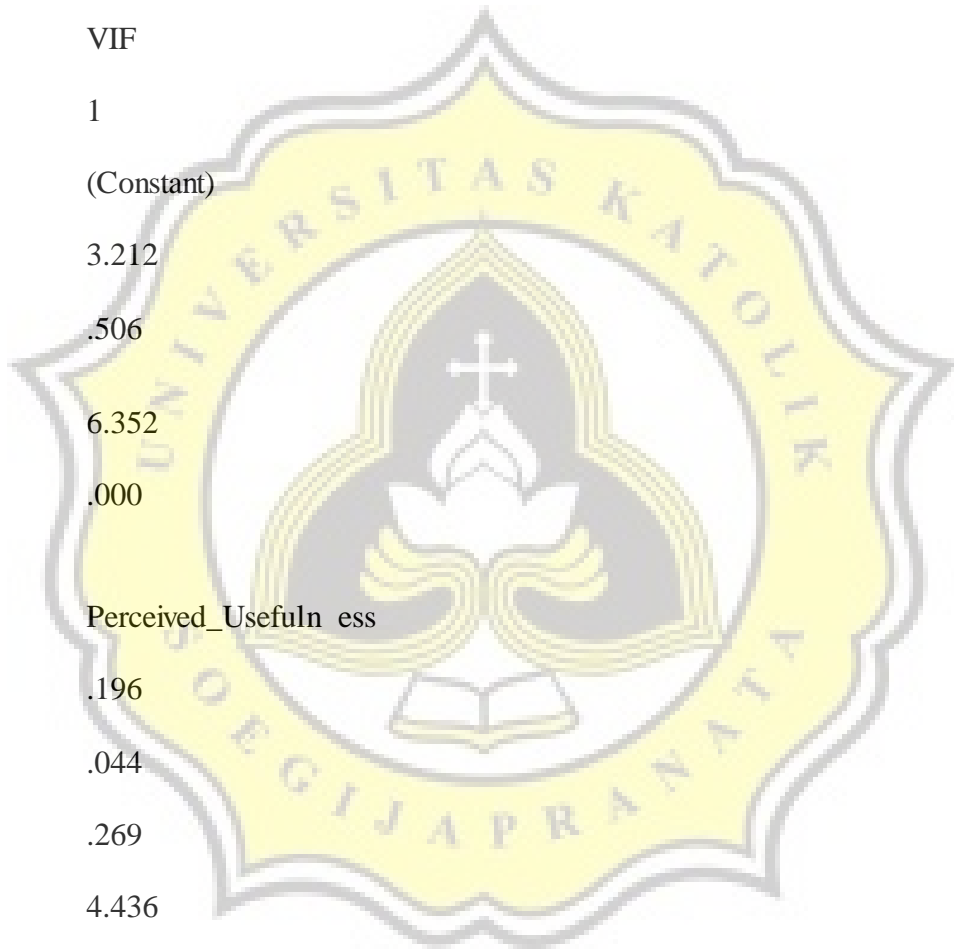 VIF
1
(Constant)
3.212
.506
6.352
.000
Perceived_Usefuln ess
.196
.044
.269
4.436
UNIVERSITAS KATOLIK
SOEGIJAPRANATA